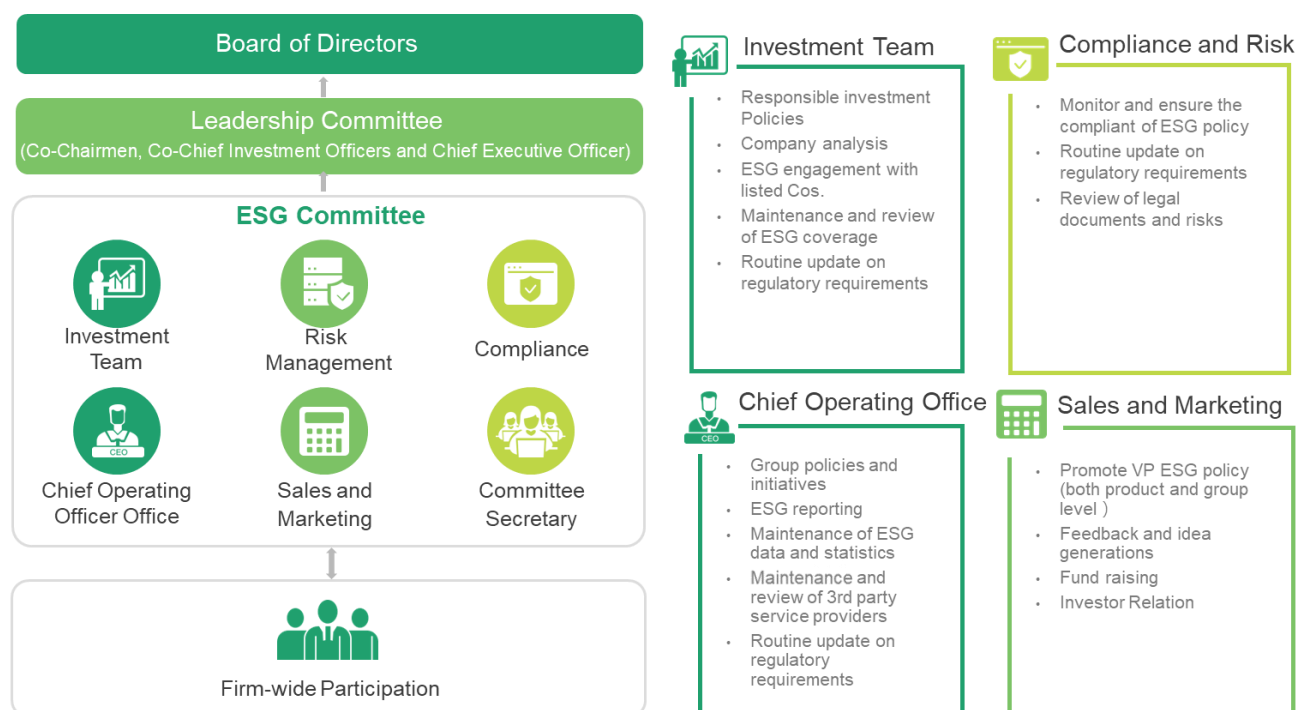 Board of Directors
Leadership Committee
(Co-Chairmen, Co-Chief Investment Officers and Chief Executive Officer)
ESG Committee
Investment
Team
Risk
Management
Compliance
CEO
Chief Operating
Officer Office
Sales and
Marketing
Committee
Secretary
Firm-wide Participation
Investment Team
• Responsible investment
Policies
• Company analysis
• ESG engagement with
listed Cos.
• Maintenance and review
of ESG coverage
• Routine update on
regulatory requirements
Compliance and Risk
• Monitor and ensure the
compliant of ESG policy
• Routine update on
regulatory requirements
• Review of legal
documents and risks
CEO
Chief Operating Office
• Group policies and
initiatives
• ESG reporting
• Maintenance of ESG
data and statistics
• Maintenance and
review of 3rd party
service providers
• Routine update on
regulatory
requirements
Sales and Marketing
• Promote VP ESG policy
(both product and group
level )
• Feedback and idea
generations
• Fund raising
• Investor Relation